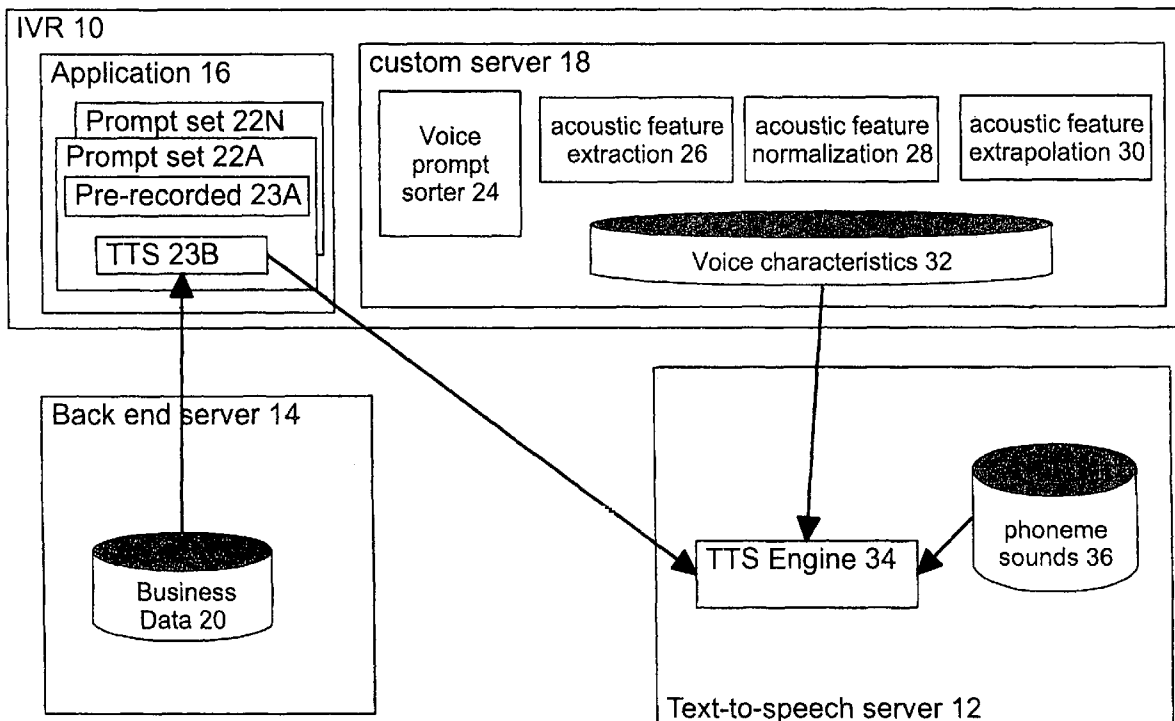 IVR 10
Application 16
Prompt set 22N
Prompt set 22A
Pre-recorded 23A
TTS 23B
custom server 18
Voice
prompt
sorter 24
acoustic feature
extraction 26
acoustic feature
normalization 28
acoustic feature
extrapolation 30
Voice characteristics 32
Back end server 14
Business
Data 20
TTS Engine 34
phoneme
sounds 36
Text-to-speech server 12